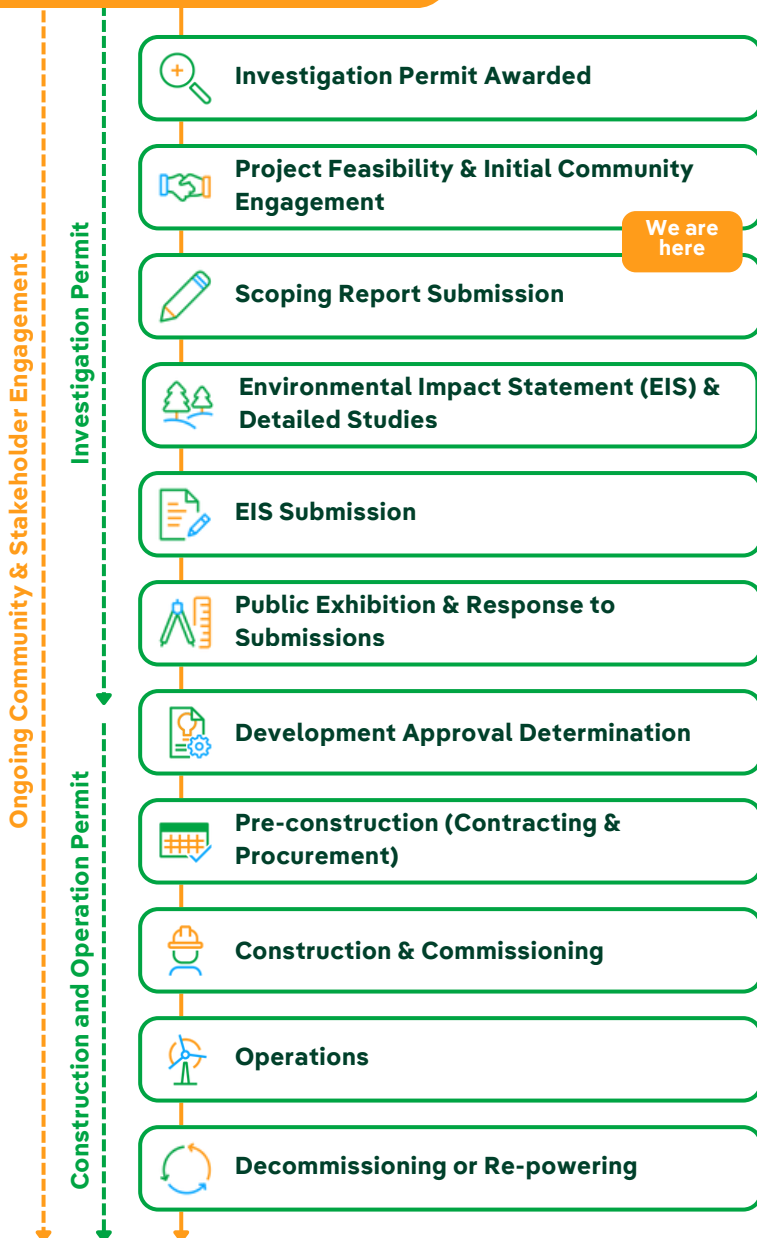 Investigation Permit Awarded
Project Feasibility & Initial Community
Engagement
We are
here
Scoping Report Submission
Environmental Impact Statement (EIS) &
Detailed Studies
EIS Submission
Public Exhibition & Response to
Submissions
Development Approval Determination
Pre-construction (Contracting &
Procurement)
Construction & Commissioning
Operations
Decommissioning or Re-powering
Ongoing Community & Stakeholder Engagement
Investigation Permit
Construction and Operation Permit